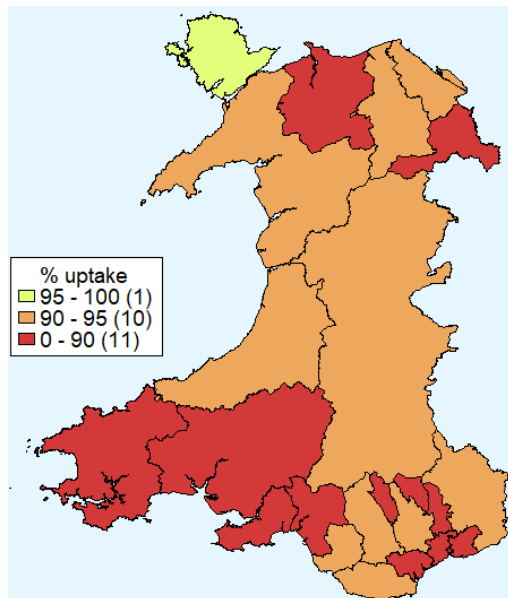 % uptake
95 - 100 (1)
90 - 95 (10)
0 - 90 (11)